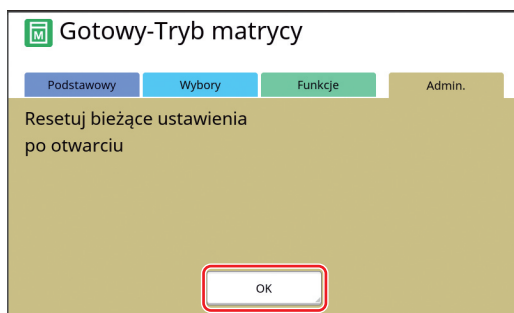 M
Gotowy-Tryb matrycy
Podstawowy
Wybory
Funkcje
Admin.
Resetuj bieżące ustawienia
po otwarciu
OK